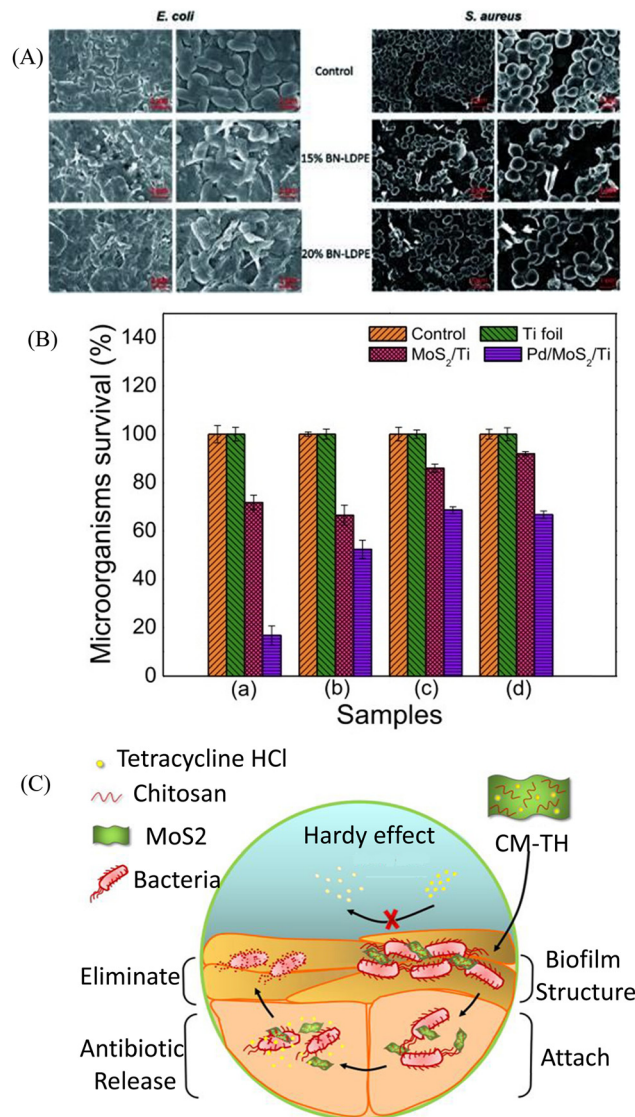 E. coli
S. aureus
(A)
Control
15% BN-LDPE
20% BN-LDPE
(B)
Microorganisms survival (%)
140
120
100
80
60
40
20
0
Control
Ti foil
MoS2/Ti
Pd/MoS2/Ti
(a)
(b)
(c)
(d)
Samples
(C)
Tetracycline HCl
Chitosan
MoS2
Bacteria
Hardy effect
CM-TH
Eliminate
Biofilm
Structure
Antibiotic
Release
Attach